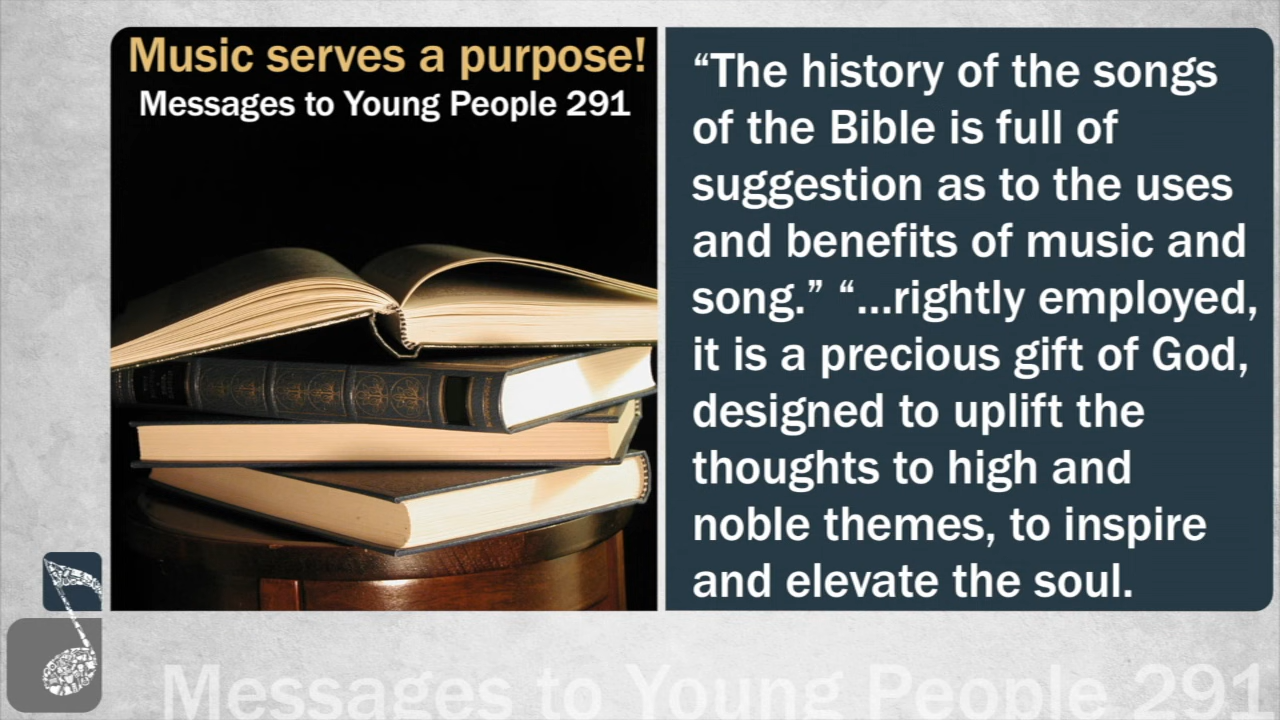 Music serves a purpose!
Messages to Young People 291
“The history of the songs
of the Bible is full of
suggestion as to the uses
and benefits of music and
song.” “...rightly employed,
it is a precious gift of God,
designed to uplift the
thoughts to high and
noble themes, to inspire
and elevate the soul.
Messages to Young People 291